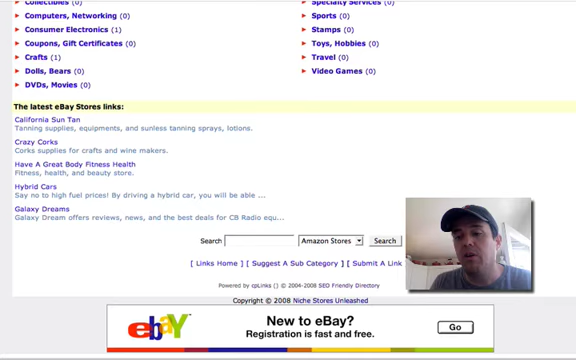 Collectibles (0)
Computers, Networking (0)
Consumer Electronics (1)
Coupons, Gift Certificates (0)
Crafts (1)
Dolls, Bears (0)
DVDs, Movies (0)
Specialty Services (0)
Sports (0)
Stamps (0)
Toys, Hobbies (0)
Travel (0)
Video Games (0)
The latest eBay Stores links:
California Sun Tan
Tanning supplies, equipments, and sunless tanning sprays, lotions.
Crazy Corks
Corks supplies for crafts and wine makers.
Have A Great Body Fitness Health
Fitness, health, and beauty store.
Hybrid Cars
Say no to high fuel prices! By driving a hybrid car, you will be able ...
Galaxy Dreams
Galaxy Dream offers reviews, news, and the best deals for CB Radio equ...
Search Amazon Stores Search
[ Links Home ] [ Suggest A Sub Category ] [ Submit A Link
Powered by cpLinks () © 2004-2008 SEO Friendly Directory
Copyright © 2008 Niche Stores Unleashed
ebaY
New to eBay?
Registration is fast and free.
Go